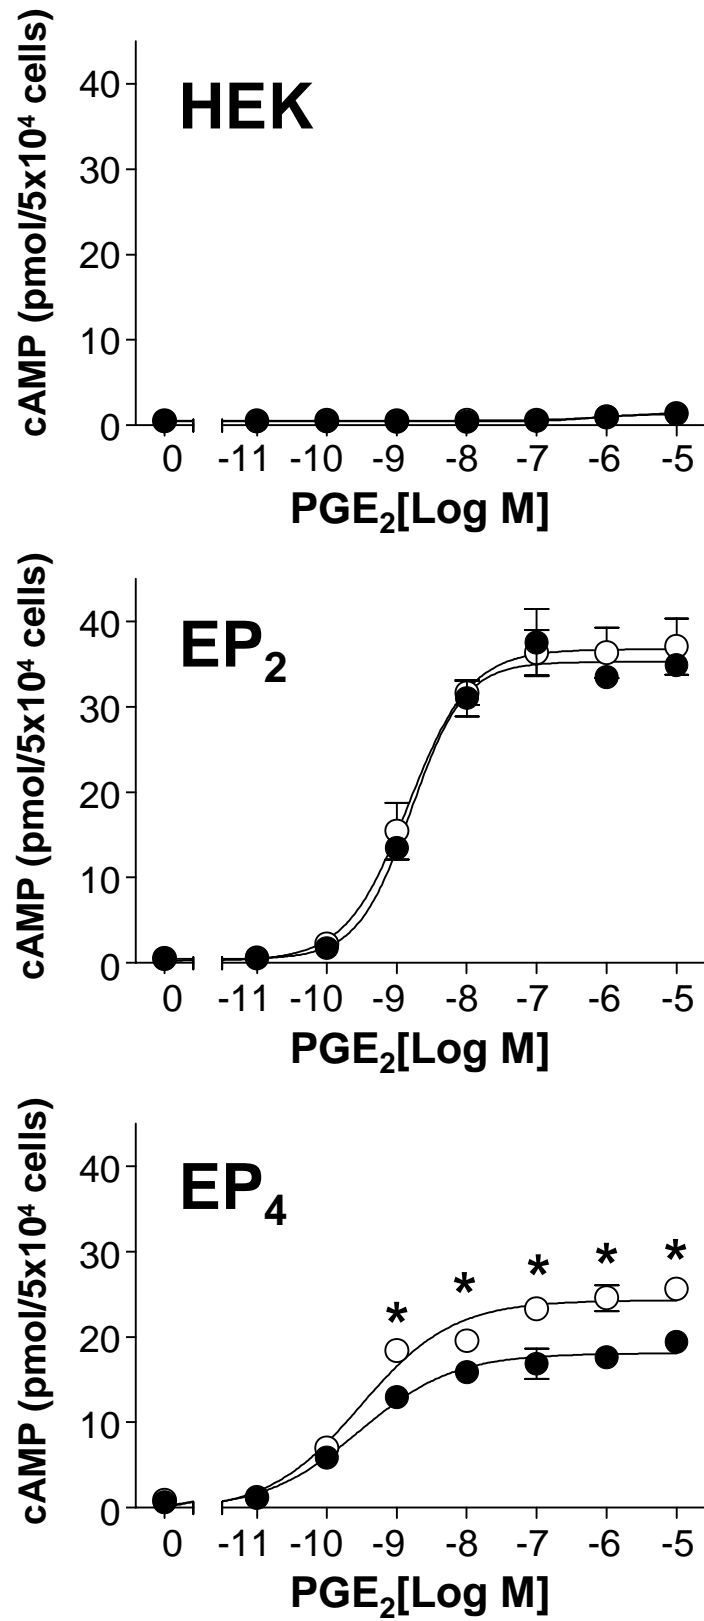 cAMP (pmol/5x10⁴ cells)
HEK
40
30
20
10
0
0 -11 -10 -9 -8 -7 -6 -5
PGE₂[Log M]
cAMP (pmol/5x10⁴ cells)
EP₂
40
30
20
10
0
0 -11 -10 -9 -8 -7 -6 -5
PGE₂[Log M]
cAMP (pmol/5x10⁴ cells)
EP₄
40
30
20
10
0
* * * * *
0 -11 -10 -9 -8 -7 -6 -5
PGE₂[Log M]